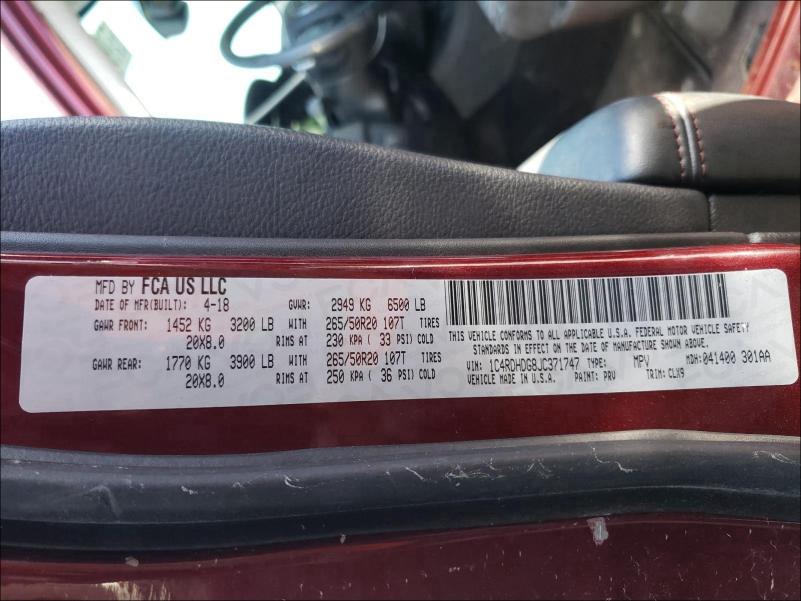 MFD BY FCA US LLC
DATE OF MFR(BUILT): 4-18 GVWR: 2949 KG 6500 LB
GAWR FRONT: 1452 KG 3200 LB WITH 265/50R20 107T TIRES
20X8.0 RIMS AT 230 KPA ( 33 PSI) COLD
GAWR REAR: 1770 KG 3900 LB WITH 265/50R20 107T TIRES
20X8.0 RIMS AT 250 KPA ( 36 PSI) COLD
THIS VEHICLE CONFORMS TO ALL APPLICABLE U.S.A. FEDERAL MOTOR VEHICLE SAFETY
STANDARDS IN EFFECT ON THE DATE OF MANUFACTURE SHOWN ABOVE.
VIN: 1C4RDHDG8JC371747 TYPE: MPV MDH: 041400 301AA
VEHICLE MADE IN U.S.A. PAINT: PRV TRIM: CLX9